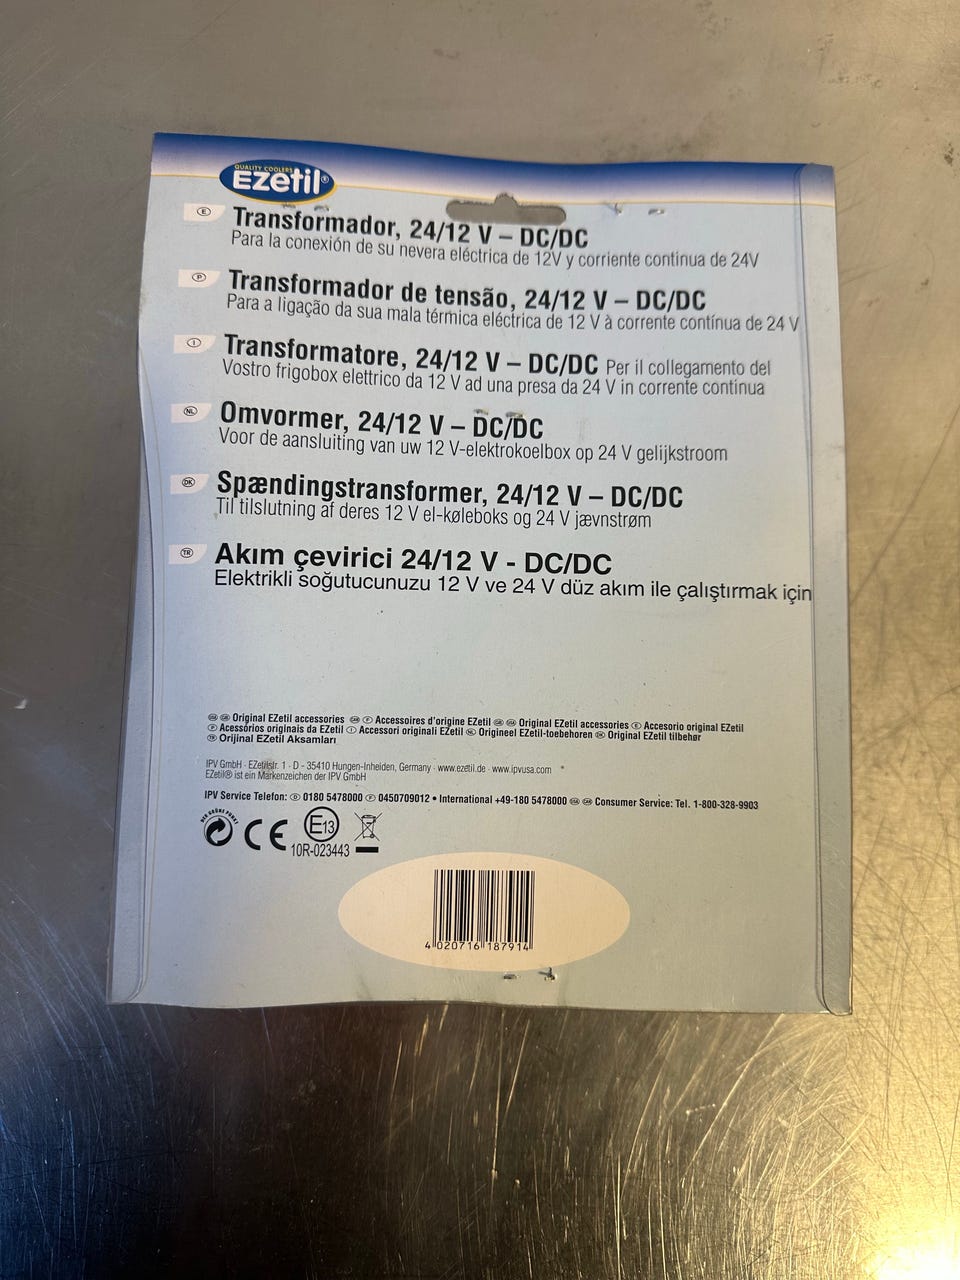 QUALITY COOLERS
EZetil®
E Transformador, 24/12 V – DC/DC
Para la conexión de su nevera eléctrica de 12V y corriente continua de 24V
P Transformador de tensão, 24/12 V – DC/DC
Para a ligação da sua mala térmica eléctrica de 12 V à corrente contínua de 24 V
I Transformatore, 24/12 V – DC/DC Per il collegamento del
Vostro frigobox elettrico da 12 V ad una presa da 24 V in corrente continua
NL Omvormer, 24/12 V – DC/DC
Voor de aansluiting van uw 12 V-elektrokoelbox op 24 V gelijkstroom
DK Spændingstransformer, 24/12 V – DC/DC
Til tilslutning af deres 12 V el-køleboks og 24 V jævnstrøm
TR Akım çevirici 24/12 V - DC/DC
Elektrikli soğutucunuzu 12 V ve 24 V düz akım ile çalıştırmak için
Original EZetil accessories F Accessoires d'origine EZetil Original EZetil accessories E Accesorio original EZetil
P Acessórios originais da EZetil I Accessori originali EZetil NL Origineel EZetil-toebehoren DK Original EZetil tilbehør
TR Orijinal EZetil Aksamları
IPV GmbH · EZetilstr. 1 · D - 35410 Hungen-Inheiden, Germany · www.ezetil.de · www.ipvusa.com
EZetil® ist ein Markenzeichen der IPV GmbH
IPV Service Telefon: D 0180 5478000 F 0450709012 • International +49-180 5478000 Consumer Service: Tel. 1-800-328-9903
DER GRÜNE PUNKT
CE
E13
10R-023443
4 020716 187914